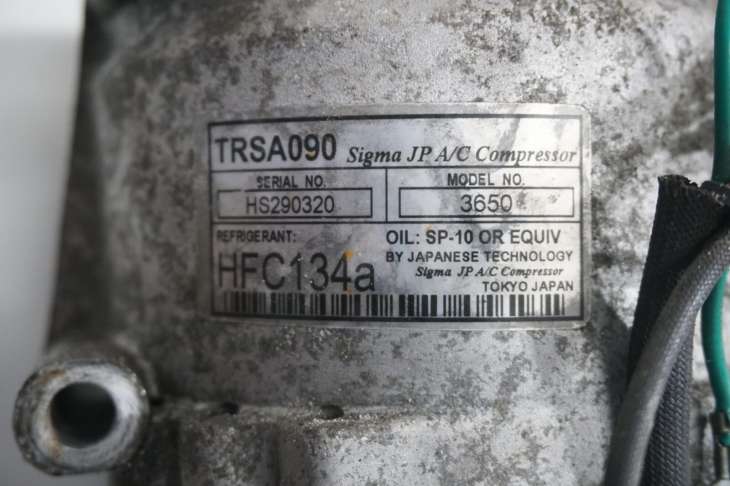 TRSA090 Sigma JP A/C Compressor
SERIAL NO. MODEL NO.
HS290320 3650
REFRIGERANT: OIL: SP-10 OR EQUIV
HFC134a BY JAPANESE TECHNOLOGY
Sigma JP A/C Compressor
TOKYO JAPAN